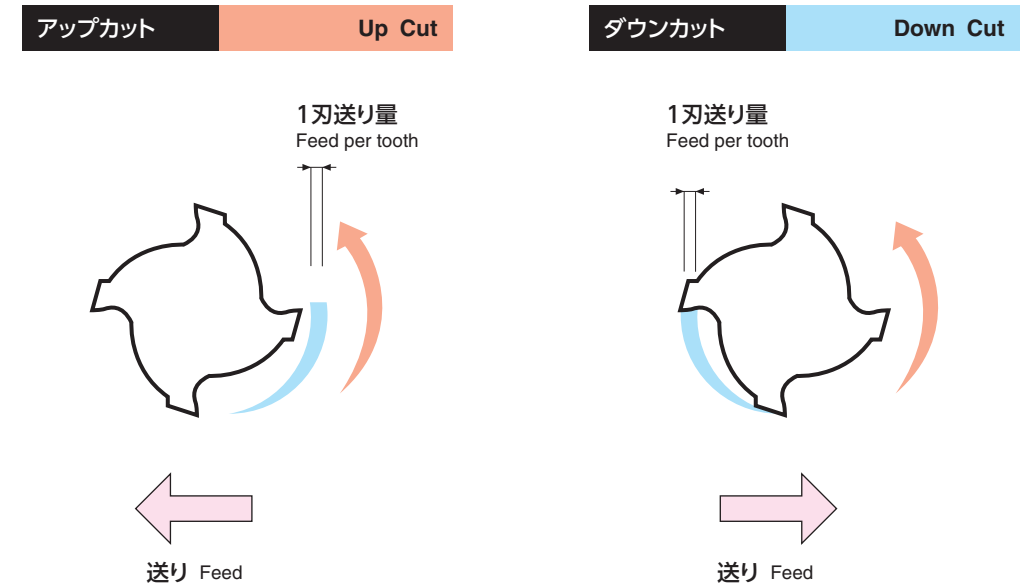 アップカット Up Cut
1刃送り量
Feed per tooth
送り Feed
ダウンカット Down Cut
1刃送り量
Feed per tooth
送り Feed